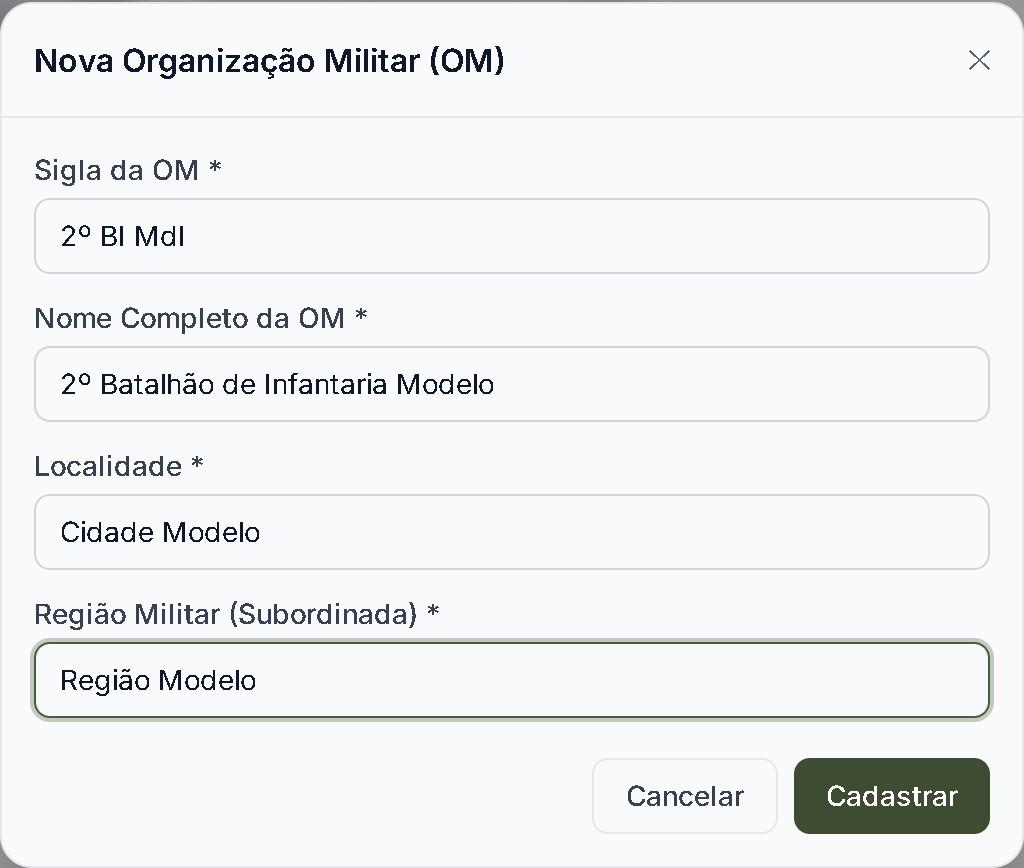 Nova Organização Militar (OM)
Sigla da OM *
2º BI Mdl
Nome Completo da OM *
2º Batalhão de Infantaria Modelo
Localidade *
Cidade Modelo
Região Militar (Subordinada) *
Região Modelo
Cancelar Cadastrar